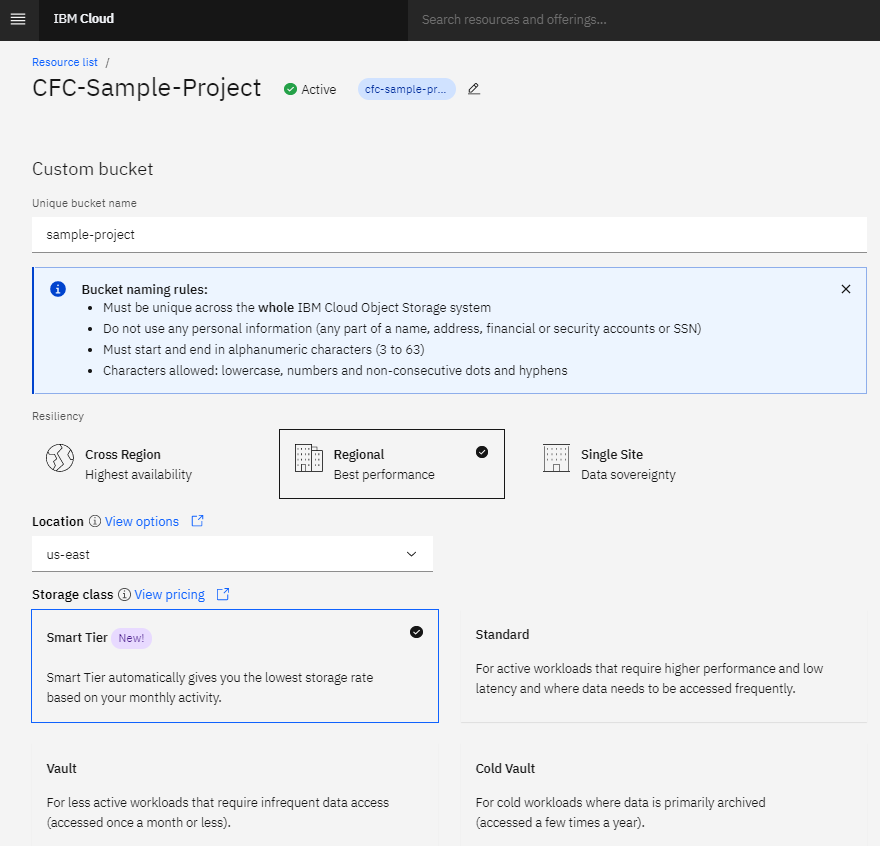 IBM Cloud
Search resources and offerings...
Resource list /
CFC-Sample-Project
Active
cfc-sample-pr...
Custom bucket
Unique bucket name
sample-project
Bucket naming rules:
• Must be unique across the whole IBM Cloud Object Storage system
• Do not use any personal information (any part of a name, address, financial or security accounts or SSN)
• Must start and end in alphanumeric characters (3 to 63)
• Characters allowed: lowercase, numbers and non-consecutive dots and hyphens
Resiliency
Cross Region
Highest availability
Regional
Best performance
Single Site
Data sovereignty
Location View options
us-east
Storage class View pricing
Smart Tier New!
Smart Tier automatically gives you the lowest storage rate
based on your monthly activity.
Standard
For active workloads that require higher performance and low
latency and where data needs to be accessed frequently.
Vault
For less active workloads that require infrequent data access
(accessed once a month or less).
Cold Vault
For cold workloads where data is primarily archived
(accessed a few times a year).